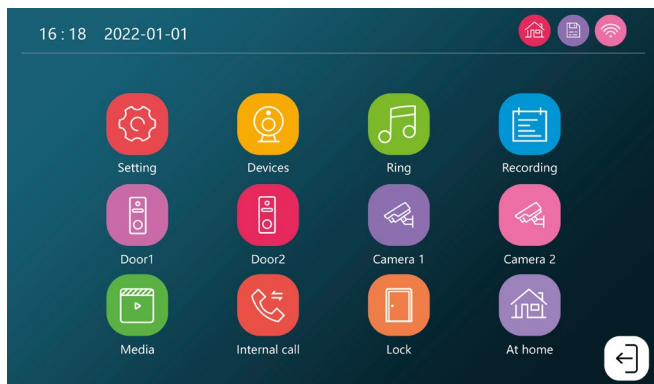 16 : 18 2022-01-01
Setting Devices Ring Recording
Door1 Door2 Camera 1 Camera 2
Media Internal call Lock At home